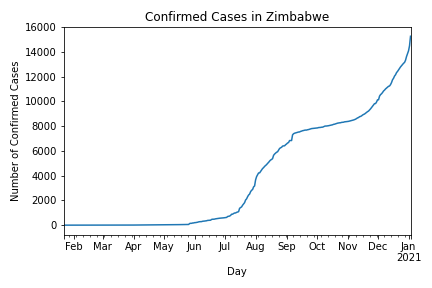 Confirmed Cases in Zimbabwe
16000
14000
12000
10000
8000
6000
4000
2000
0
Number of Confirmed Cases
Feb Mar Apr May Jun Jul Aug Sep Oct Nov Dec Jan
2021
Day